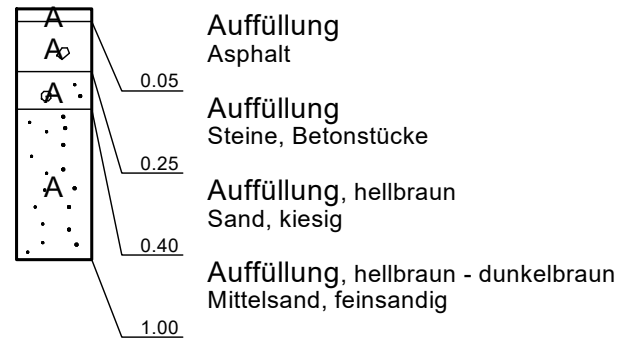 A
Auffüllung
Asphalt
A
0.05
A
Auffüllung
Steine, Betonstücke
0.25
A
Auffüllung, hellbraun
Sand, kiesig
0.40
Auffüllung, hellbraun - dunkelbraun
Mittelsand, feinsandig
1.00